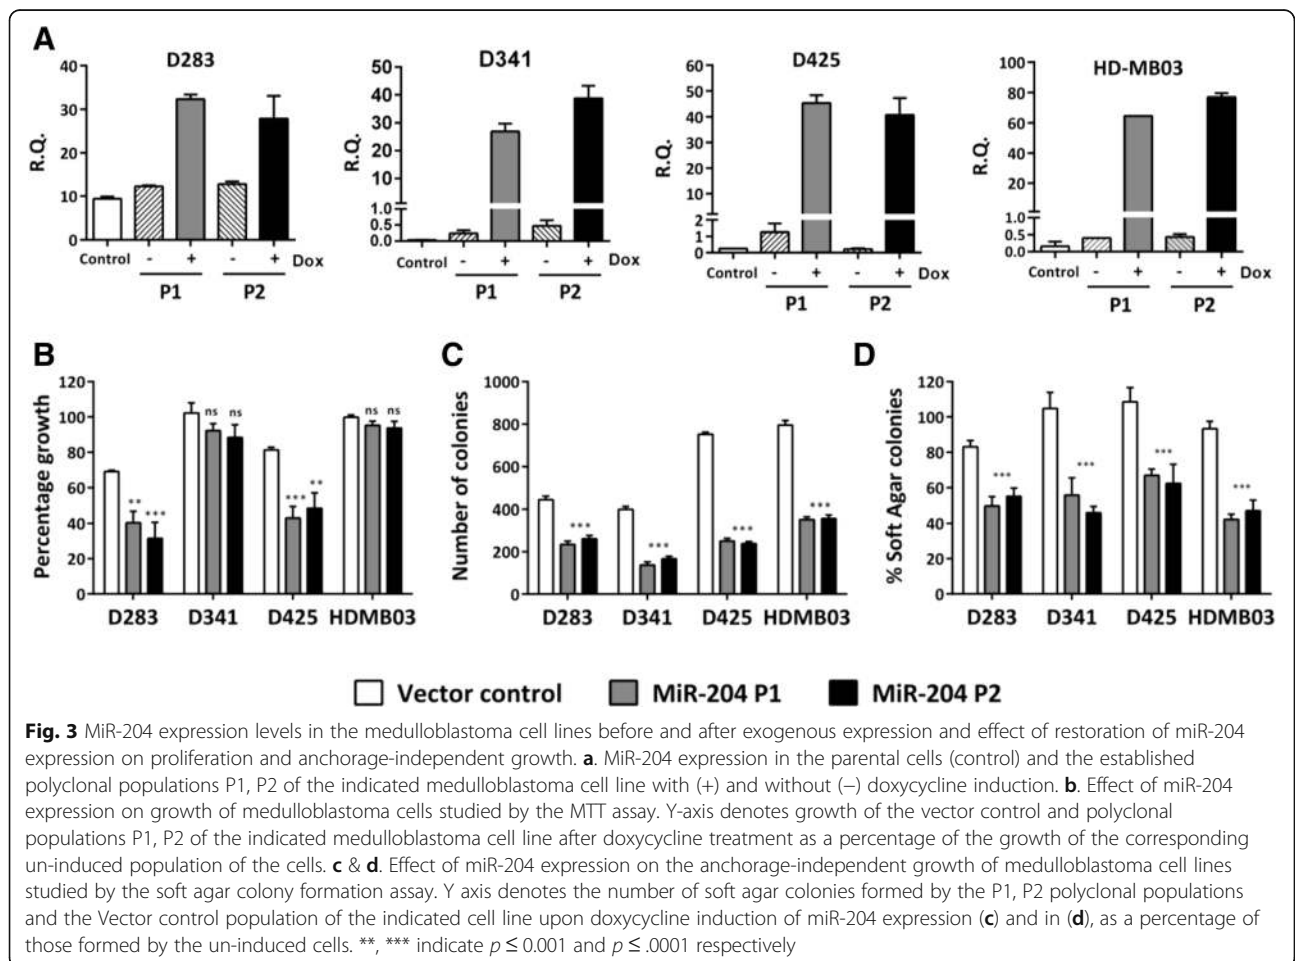 A
D283
40
30
20
10
0
R.Q.
Control - + - + Dox
P1 P2
D341
50
40
30
20
10
1.0
0.5
0.0
R.Q.
Control - + - + Dox
P1 P2
D425
60
50
40
30
20
10
2
1
0
R.Q.
Control - + - + Dox
P1 P2
HD-MB03
100
80
60
40
20
1.0
0.5
0.0
R.Q.
Control - + - + Dox
P1 P2
B
Percentage growth
120
100
80
60
40
20
0
** ***
ns ns
*** **
ns ns
D283 D341 D425 HDMB03
C
Number of colonies
1000
800
600
400
200
0
*** *** *** ***
D283 D341 D425 HDMB03
D
% Soft Agar colonies
120
100
80
60
40
20
0
*** *** *** ***
D283 D341 D425 HDMB03
Vector control MiR-204 P1 MiR-204 P2
Fig. 3 MiR-204 expression levels in the medulloblastoma cell lines before and after exogenous expression and effect of restoration of miR-204
expression on proliferation and anchorage-independent growth. a. MiR-204 expression in the parental cells (control) and the established
polyclonal populations P1, P2 of the indicated medulloblastoma cell line with (+) and without (−) doxycycline induction. b. Effect of miR-204
expression on growth of medulloblastoma cells studied by the MTT assay. Y-axis denotes growth of the vector control and polyclonal
populations P1, P2 of the indicated medulloblastoma cell line after doxycycline treatment as a percentage of the growth of the corresponding
un-induced population of the cells. c & d. Effect of miR-204 expression on the anchorage-independent growth of medulloblastoma cell lines
studied by the soft agar colony formation assay. Y axis denotes the number of soft agar colonies formed by the P1, P2 polyclonal populations
and the Vector control population of the indicated cell line upon doxycycline induction of miR-204 expression (c) and in (d), as a percentage of
those formed by the un-induced cells. **, *** indicate p ≤ 0.001 and p ≤ .0001 respectively